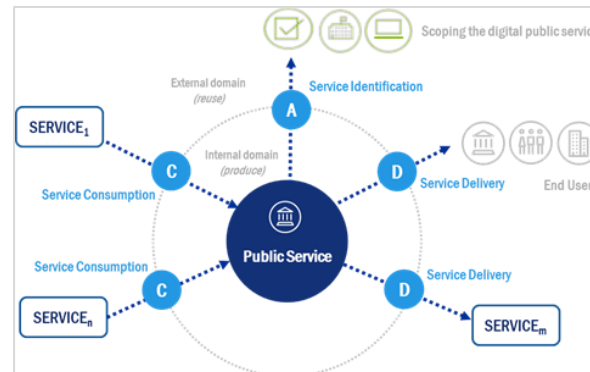 Scoping the digital public servic
External domain
(reuse)
A
Service Identification
SERVICE1
Internal domain
(produce)
C
Service Consumption
D
Service Delivery
End User
Public Service
Service Consumption
C
Service Delivery
D
SERVICEn
SERVICEm